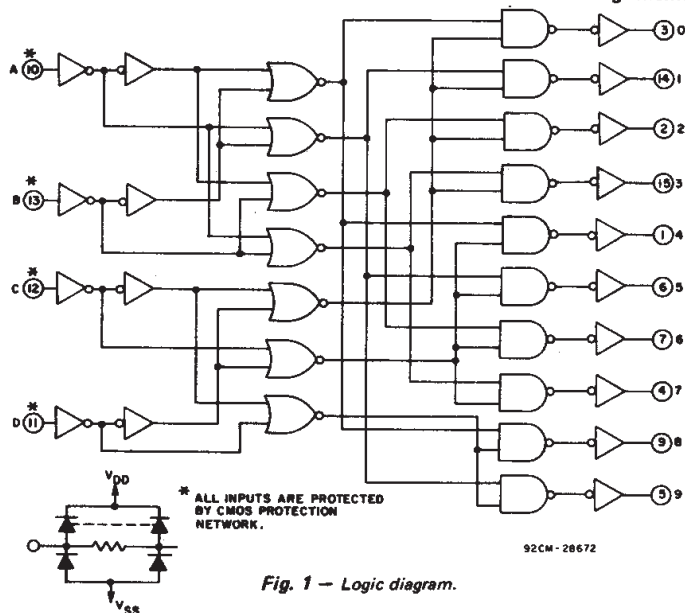 ③ 0
* A ⑩
⑭ 1
② 2
* B ⑬
⑮ 3
① 4
* C ⑫
⑥ 5
⑦ 6
④ 7
* D ⑪
⑨ 8
⑤ 9
VDD
* ALL INPUTS ARE PROTECTED
BY CMOS PROTECTION
NETWORK.
VSS
92CM-28672
Fig. 1 — Logic diagram.